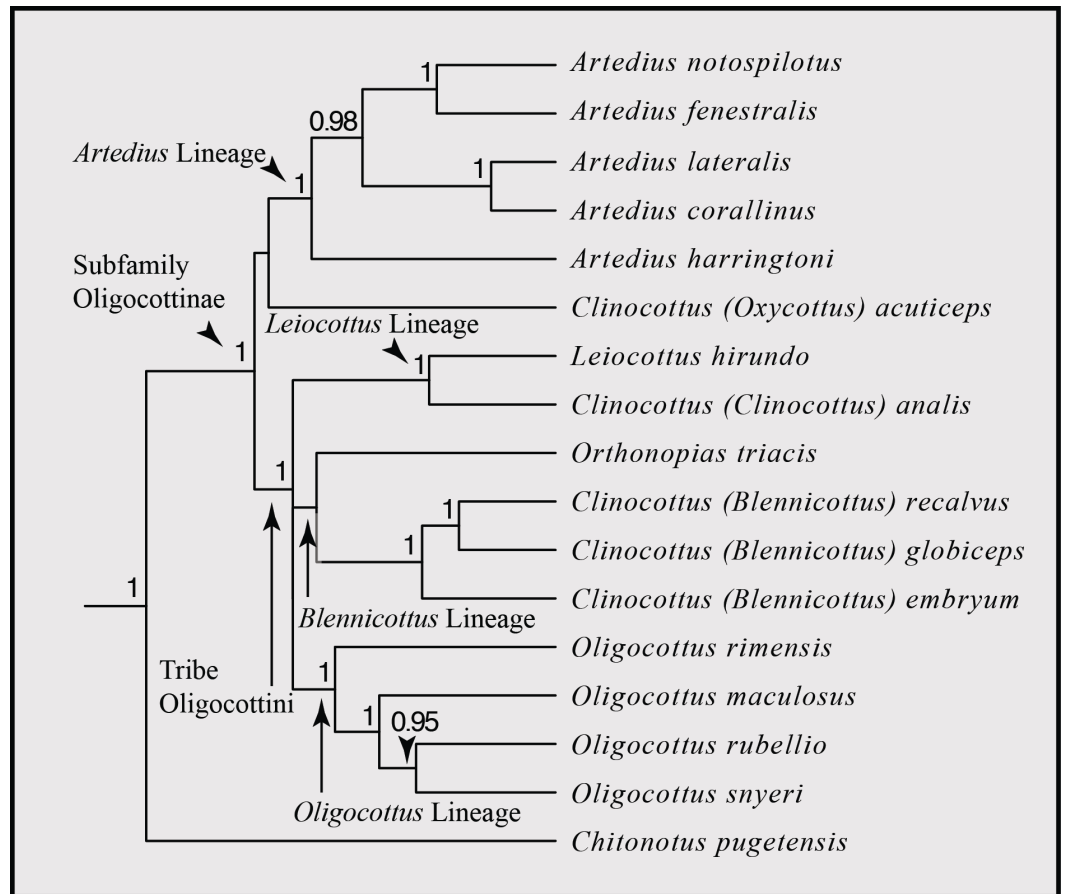 1
Artedius notospilotus
Artedius fenestralis
0.98
Artedius Lineage
1
Artedius lateralis
1
Artedius corallinus
Artedius harringtoni
Subfamily
Oligocottinae
Clinocottus (Oxycottus) acuticeps
Leiocottus Lineage
1
1
Leiocottus hirundo
Clinocottus (Clinocottus) analis
1
Orthonopias triacis
1
Clinocottus (Blennicottus) recalvus
1
Clinocottus (Blennicottus) globiceps
1
Clinocottus (Blennicottus) embryum
Blennicottus Lineage
Oligocottus rimensis
Tribe
Oligocottini
1
Oligocottus maculosus
1
0.95
Oligocottus rubellio
Oligocottus snyeri
Oligocottus Lineage
Chitonotus pugetensis